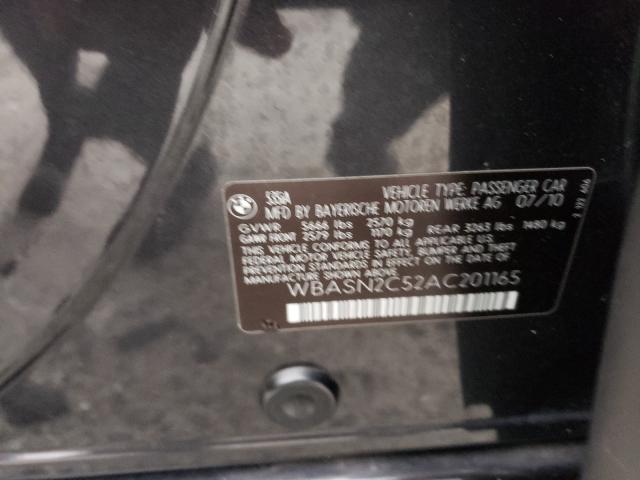 BMW
535iA VEHICLE TYPE: PASSENGER CAR
MFD BY BAYERISCHE MOTOREN WERKE AG 07/10
GVWR 5666 lbs 2570 kg
GAWR FRONT 2579 lbs 1170 kg REAR 3263 lbs 1480 kg
THIS VEHICLE CONFORMS TO ALL APPLICABLE U.S.
FEDERAL MOTOR VEHICLE SAFETY, BUMPER AND THEFT
PREVENTION STANDARDS IN EFFECT ON THE DATE OF
MANUFACTURE SHOWN ABOVE.
WBASN2C52AC201165